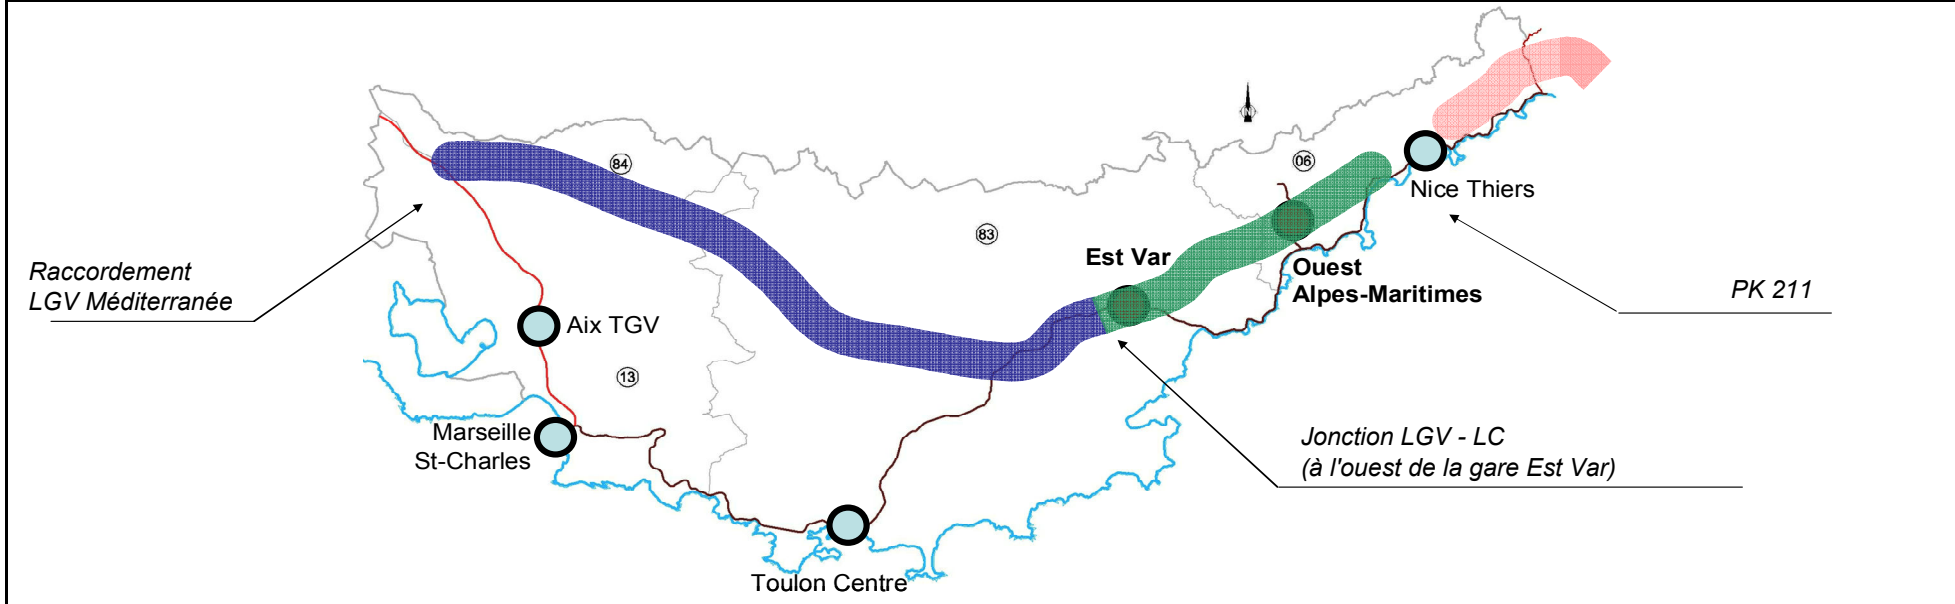 84
06
Nice Thiers
83
Est Var
Ouest
Alpes-Maritimes
PK 211
Raccordement
LGV Méditerranée
Aix TGV
13
Marseille
St-Charles
Jonction LGV - LC
(à l'ouest de la gare Est Var)
Toulon Centre